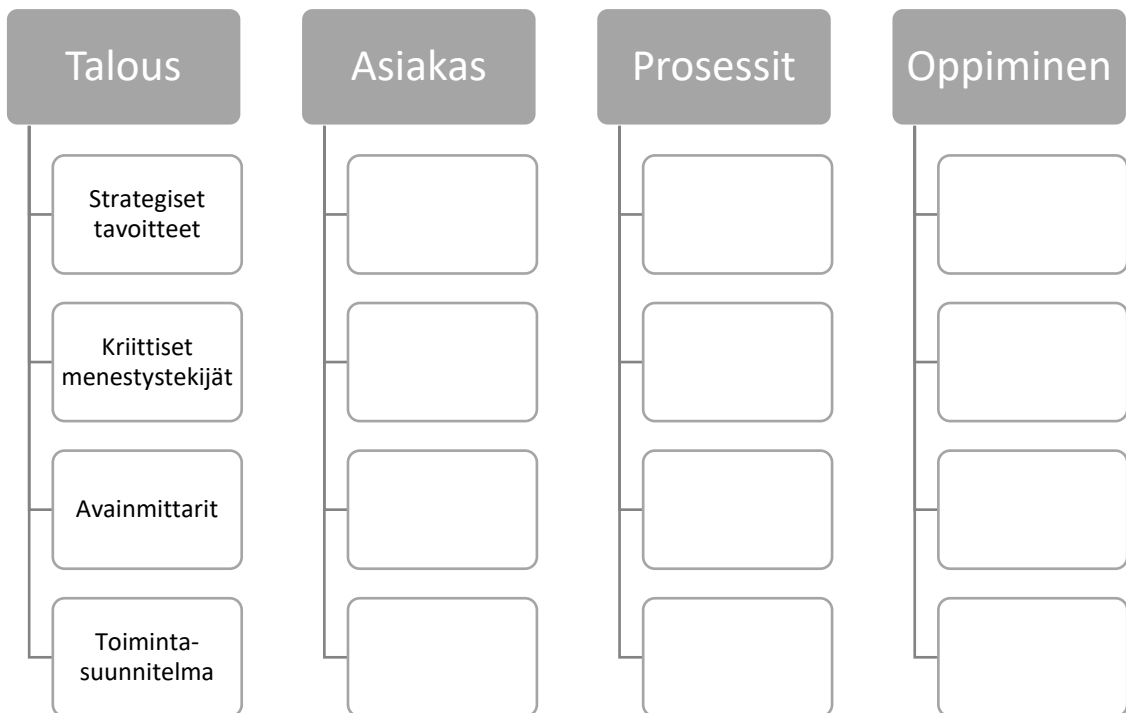 Talous
Asiakas
Prosessit
Oppiminen
Strategiset
tavoitteet
Kriittiset
menestystekijät
Avainmittarit
Toiminta-
suunnitelma